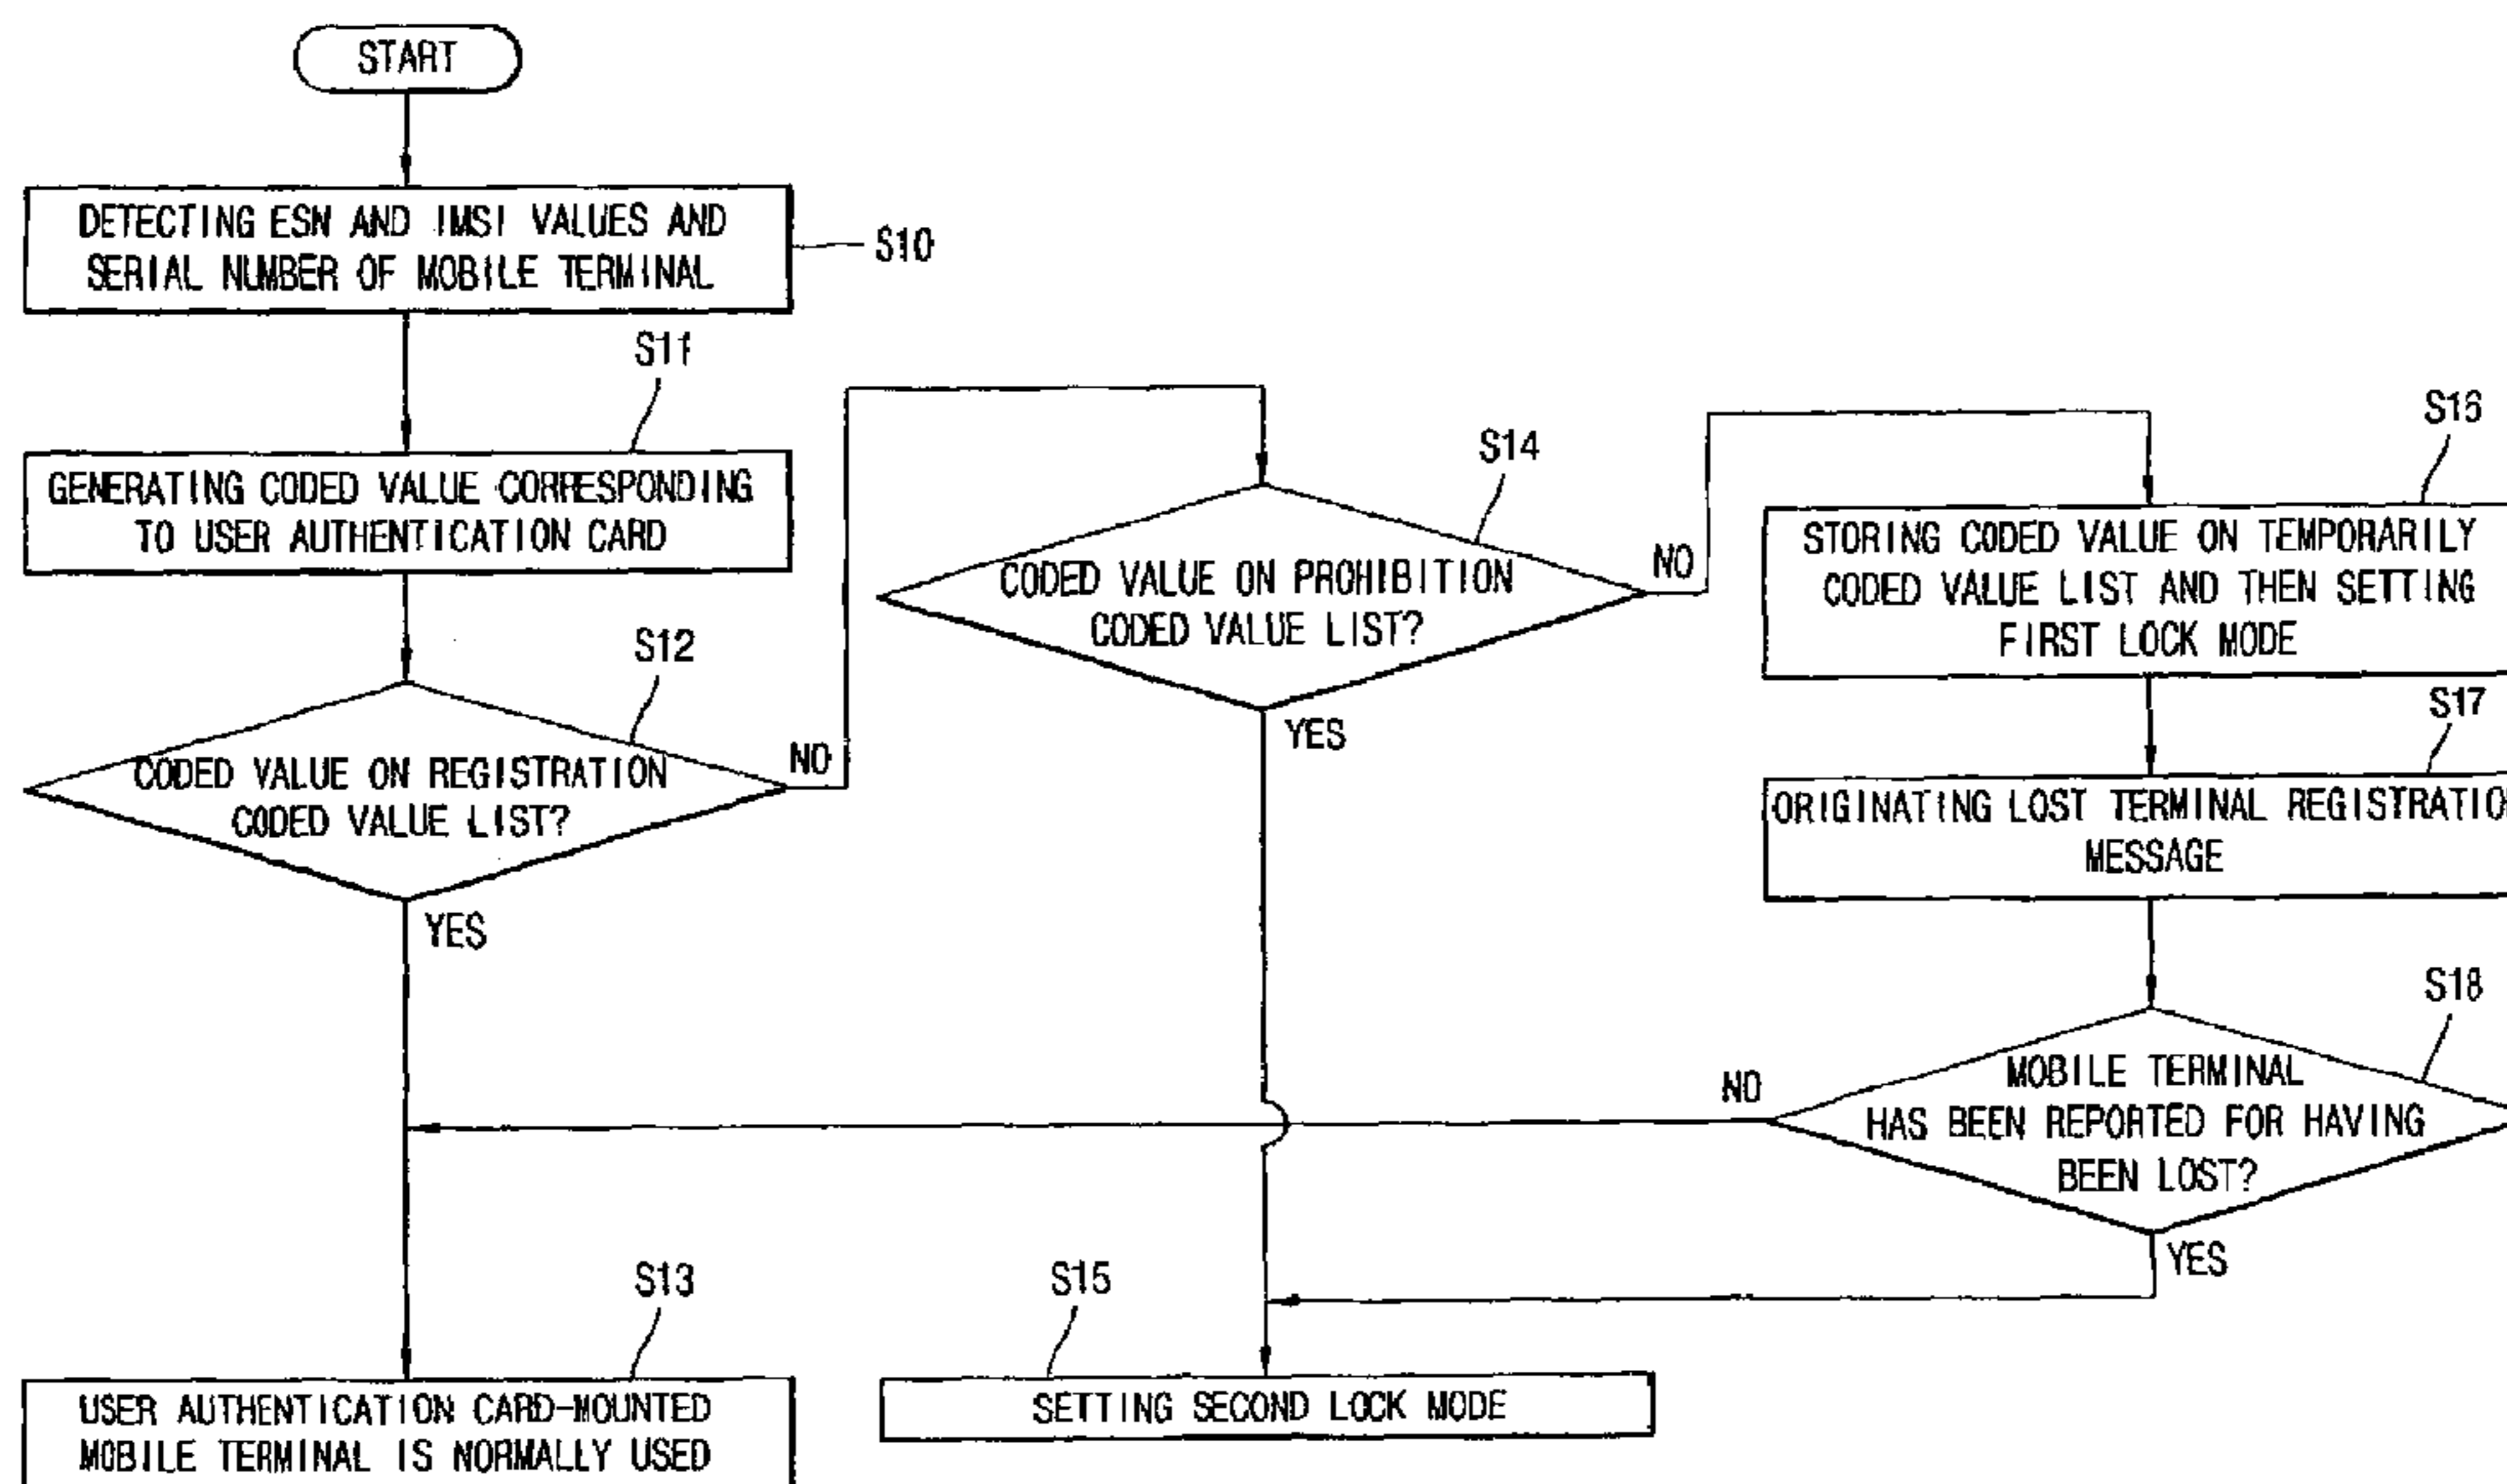 START
DETECTING ESN AND IMSI VALUES AND
SERIAL NUMBER OF MOBILE TERMINAL
S10
S11
GENERATING CODED VALUE CORRESPONDING
TO USER AUTHENTICATION CARD
S12
CODED VALUE ON REGISTRATION
CODED VALUE LIST?
NO
YES
S14
CODED VALUE ON PROHIBITION
CODED VALUE LIST?
NO
YES
S16
STORING CODED VALUE ON TEMPORARILY
CODED VALUE LIST AND THEN SETTING
FIRST LOCK MODE
S17
ORIGINATING LOST TERMINAL REGISTRATION
MESSAGE
S18
MOBILE TERMINAL
HAS BEEN REPORTED FOR HAVING
BEEN LOST?
NO
YES
S13
USER AUTHENTICATION CARD-MOUNTED
MOBILE TERMINAL IS NORMALLY USED
S15
SETTING SECOND LOCK MODE